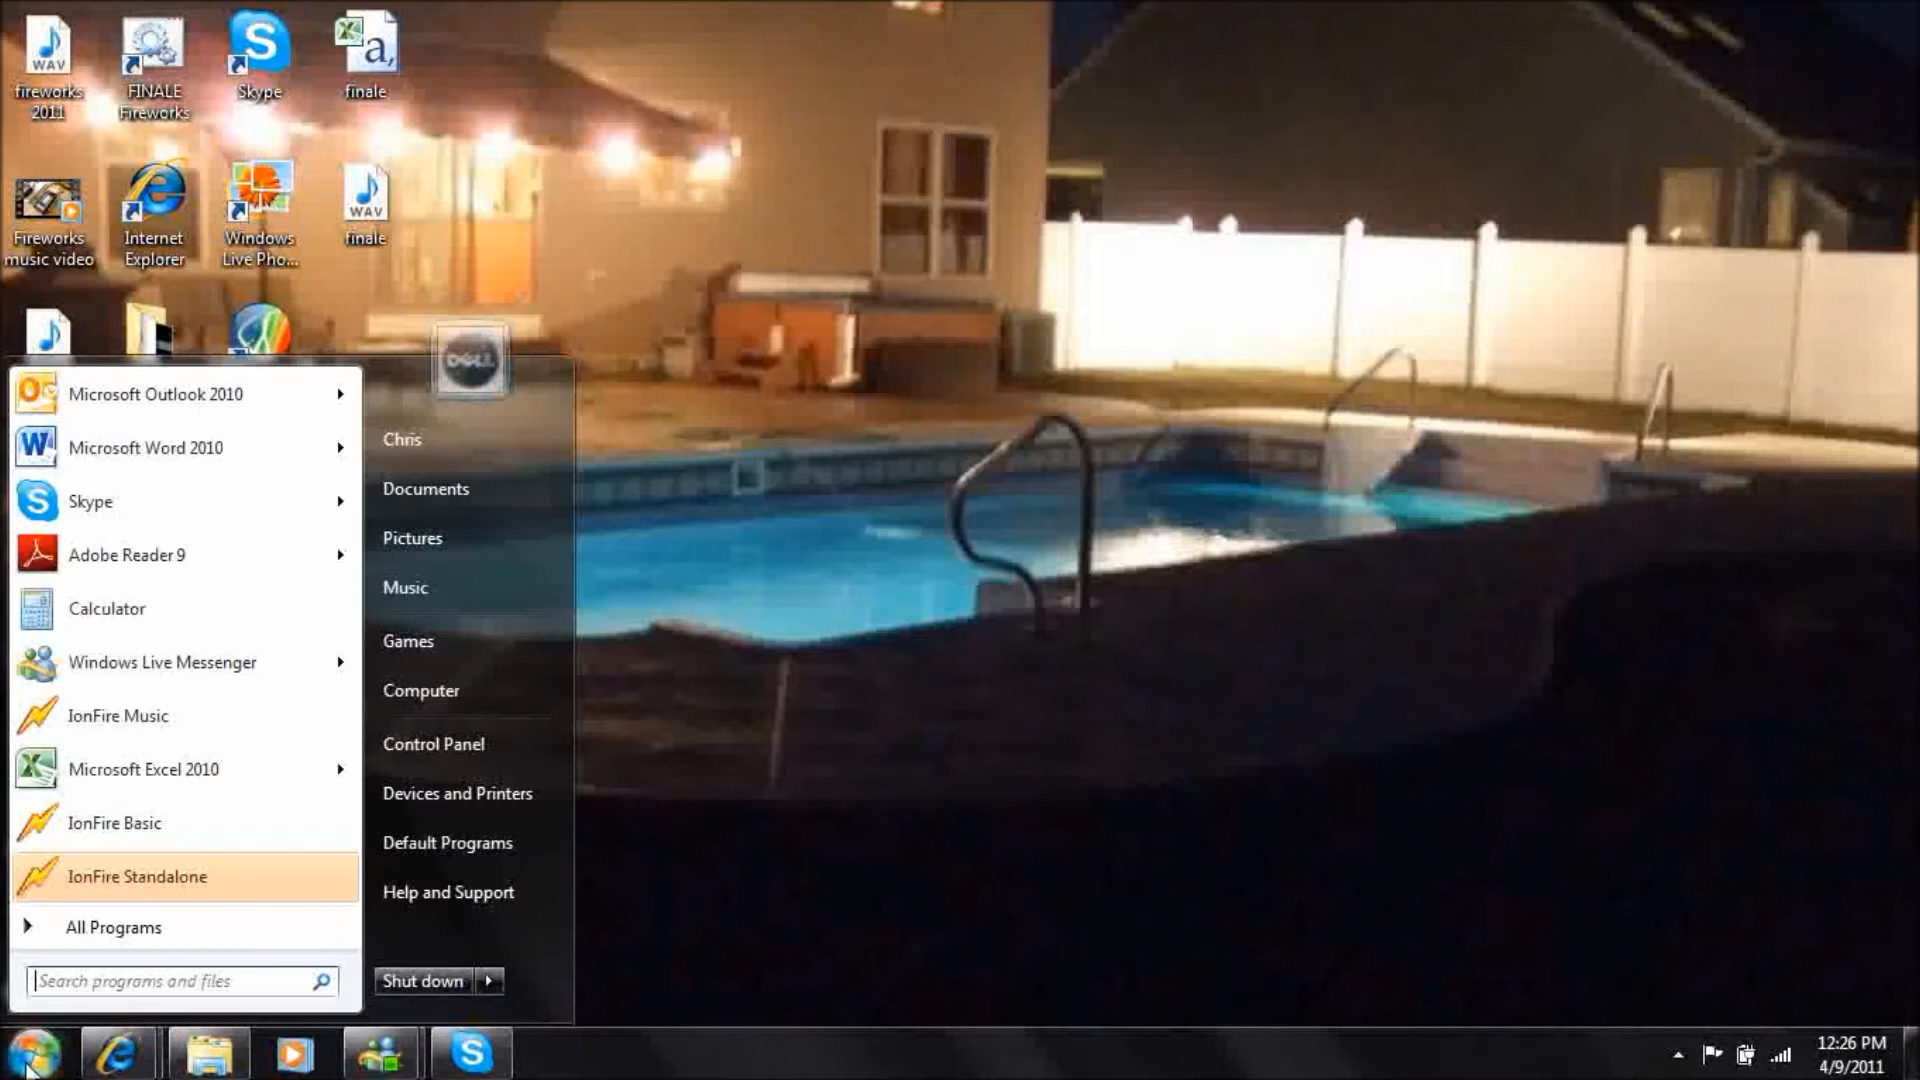 WAV
fireworks
2011
FINALE
Fireworks
Skype
a,
finale
Fireworks
music video
Internet
Explorer
Windows
Live Pho...
WAV
finale
DELL
Microsoft Outlook 2010
Microsoft Word 2010
Skype
Adobe Reader 9
Calculator
Windows Live Messenger
IonFire Music
Microsoft Excel 2010
IonFire Basic
IonFire Standalone
All Programs
Search programs and files
Chris
Documents
Pictures
Music
Games
Computer
Control Panel
Devices and Printers
Default Programs
Help and Support
Shut down
12:26 PM
4/9/2011